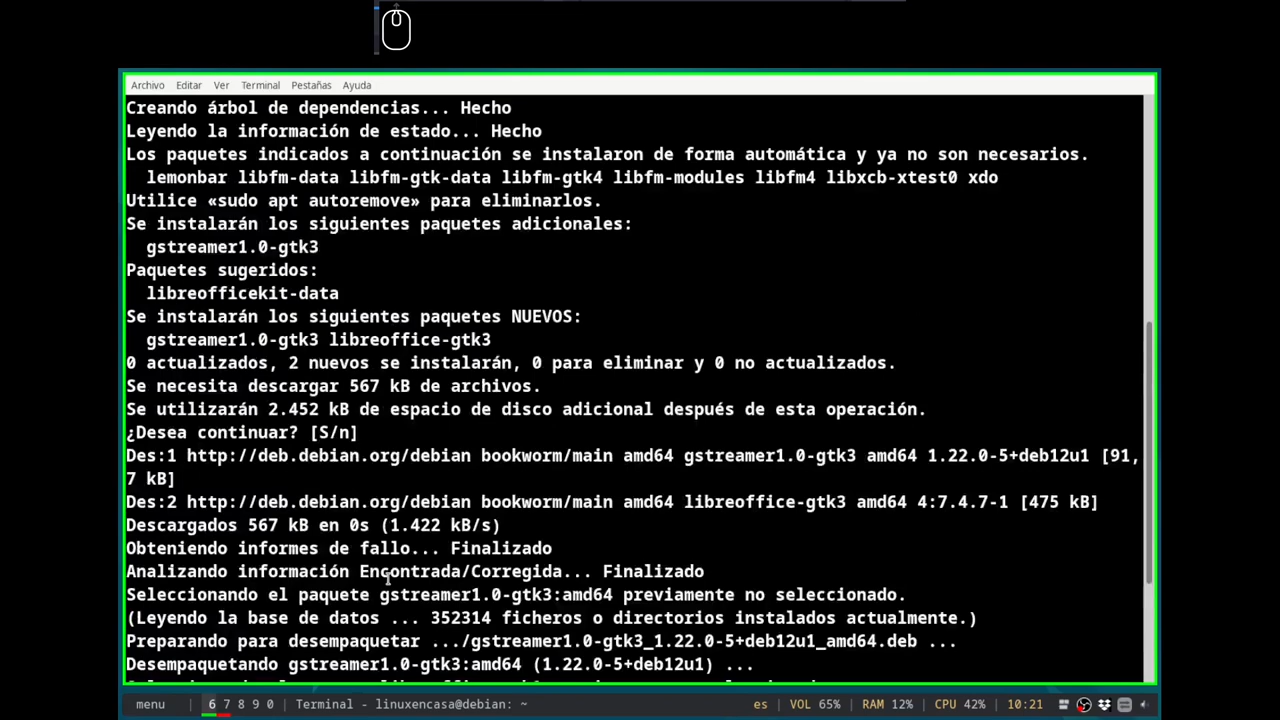 Archivo Editar Ver Terminal Pestañas Ayuda
Creando árbol de dependencias... Hecho
Leyendo la información de estado... Hecho
Los paquetes indicados a continuación se instalaron de forma automática y ya no son necesarios.
lemonbar libfm-data libfm-gtk-data libfm-gtk4 libfm-modules libfm4 libxcb-xtest0 xdo
Utilice «sudo apt autoremove» para eliminarlos.
Se instalarán los siguientes paquetes adicionales:
gstreamer1.0-gtk3
Paquetes sugeridos:
libreofficekit-data
Se instalarán los siguientes paquetes NUEVOS:
gstreamer1.0-gtk3 libreoffice-gtk3
0 actualizados, 2 nuevos se instalarán, 0 para eliminar y 0 no actualizados.
Se necesita descargar 567 kB de archivos.
Se utilizarán 2.452 kB de espacio de disco adicional después de esta operación.
¿Desea continuar? [S/n]
Des:1 http://deb.debian.org/debian bookworm/main amd64 gstreamer1.0-gtk3 amd64 1.22.0-5+deb12u1 [91,
7 kB]
Des:2 http://deb.debian.org/debian bookworm/main amd64 libreoffice-gtk3 amd64 4:7.4.7-1 [475 kB]
Descargados 567 kB en 0s (1.422 kB/s)
Obteniendo informes de fallo... Finalizado
Analizando información Encontrada/Corregida... Finalizado
Seleccionando el paquete gstreamer1.0-gtk3:amd64 previamente no seleccionado.
(Leyendo la base de datos ... 352314 ficheros o directorios instalados actualmente.)
Preparando para desempaquetar .../gstreamer1.0-gtk3_1.22.0-5+deb12u1_amd64.deb ...
Desempaquetando gstreamer1.0-gtk3:amd64 (1.22.0-5+deb12u1) ...
menu | 6 7 8 9 0 | Terminal - linuxencasa@debian: ~ es | VOL 65% | RAM 12% | CPU 42% | 10:21